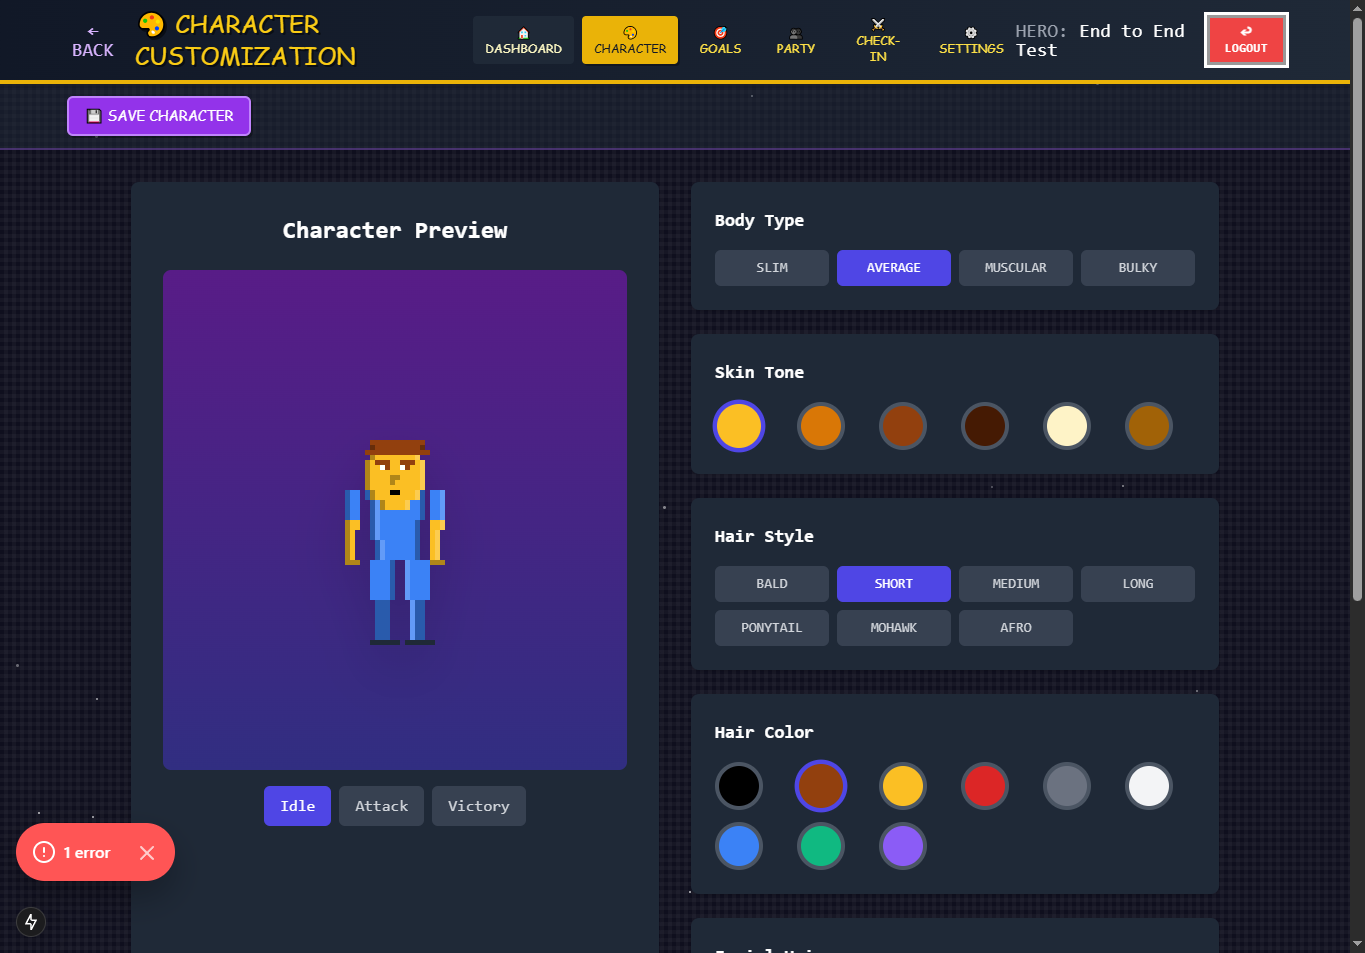 ←
BACK
🎨 CHARACTER
CUSTOMIZATION
DASHBOARD
CHARACTER
GOALS
PARTY
CHECK-
IN
SETTINGS
HERO: End to End
Test
LOGOUT
SAVE CHARACTER
Character Preview
Idle
Attack
Victory
Body Type
SLIM
AVERAGE
MUSCULAR
BULKY
Skin Tone
Hair Style
BALD
SHORT
MEDIUM
LONG
PONYTAIL
MOHAWK
AFRO
Hair Color
1 error